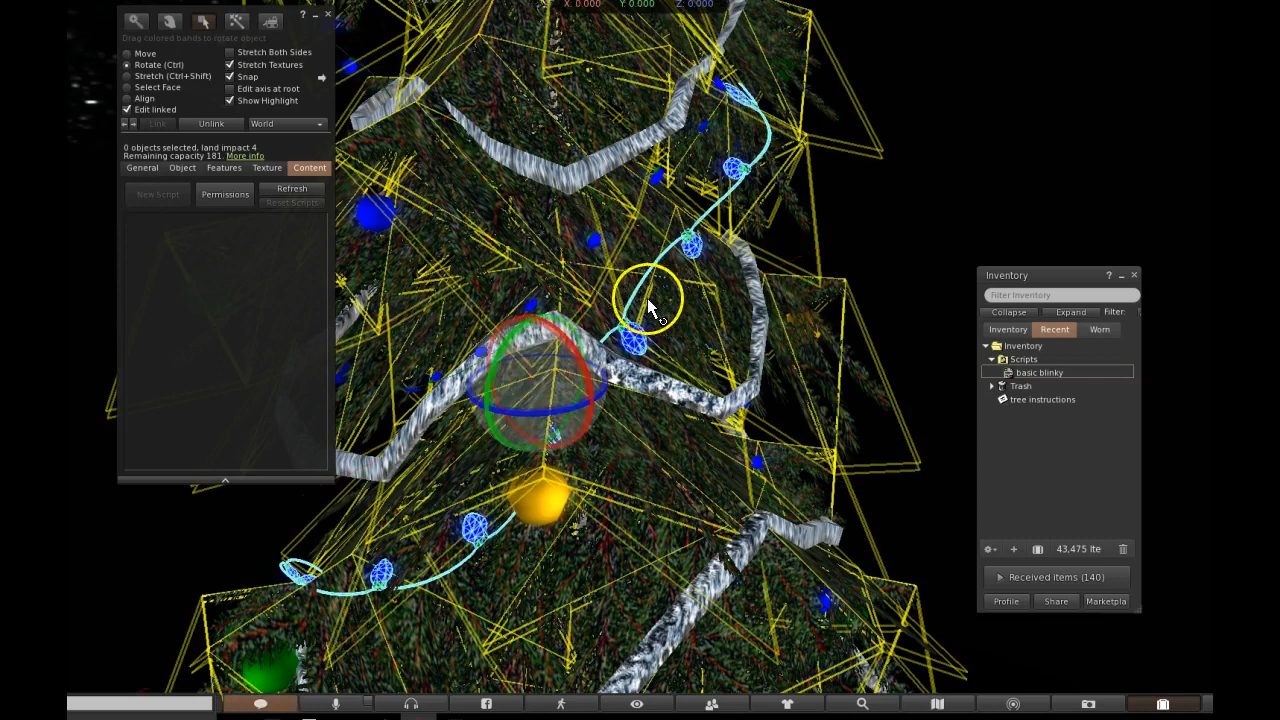 X: 0.000 Y: 0.000 Z: 0.000
? _ ×
Drag colored bands to rotate object
Move
Rotate (Ctrl)
Stretch (Ctrl+Shift)
Select Face
Align
Edit linked
Stretch Both Sides
Stretch Textures
Snap
Edit axis at root
Show Highlight
Link Unlink World
0 objects selected, land impact 4
Remaining capacity 181. More info
General Object Features Texture Content
New Script Permissions Refresh
Reset Scripts
Inventory ? _ ×
Filter Inventory
Collapse Expand Filter:
Inventory Recent Worn
Inventory
Scripts
basic blinky
Trash
tree instructions
43,475 Ite
Received items (140)
Profile Share Marketpla